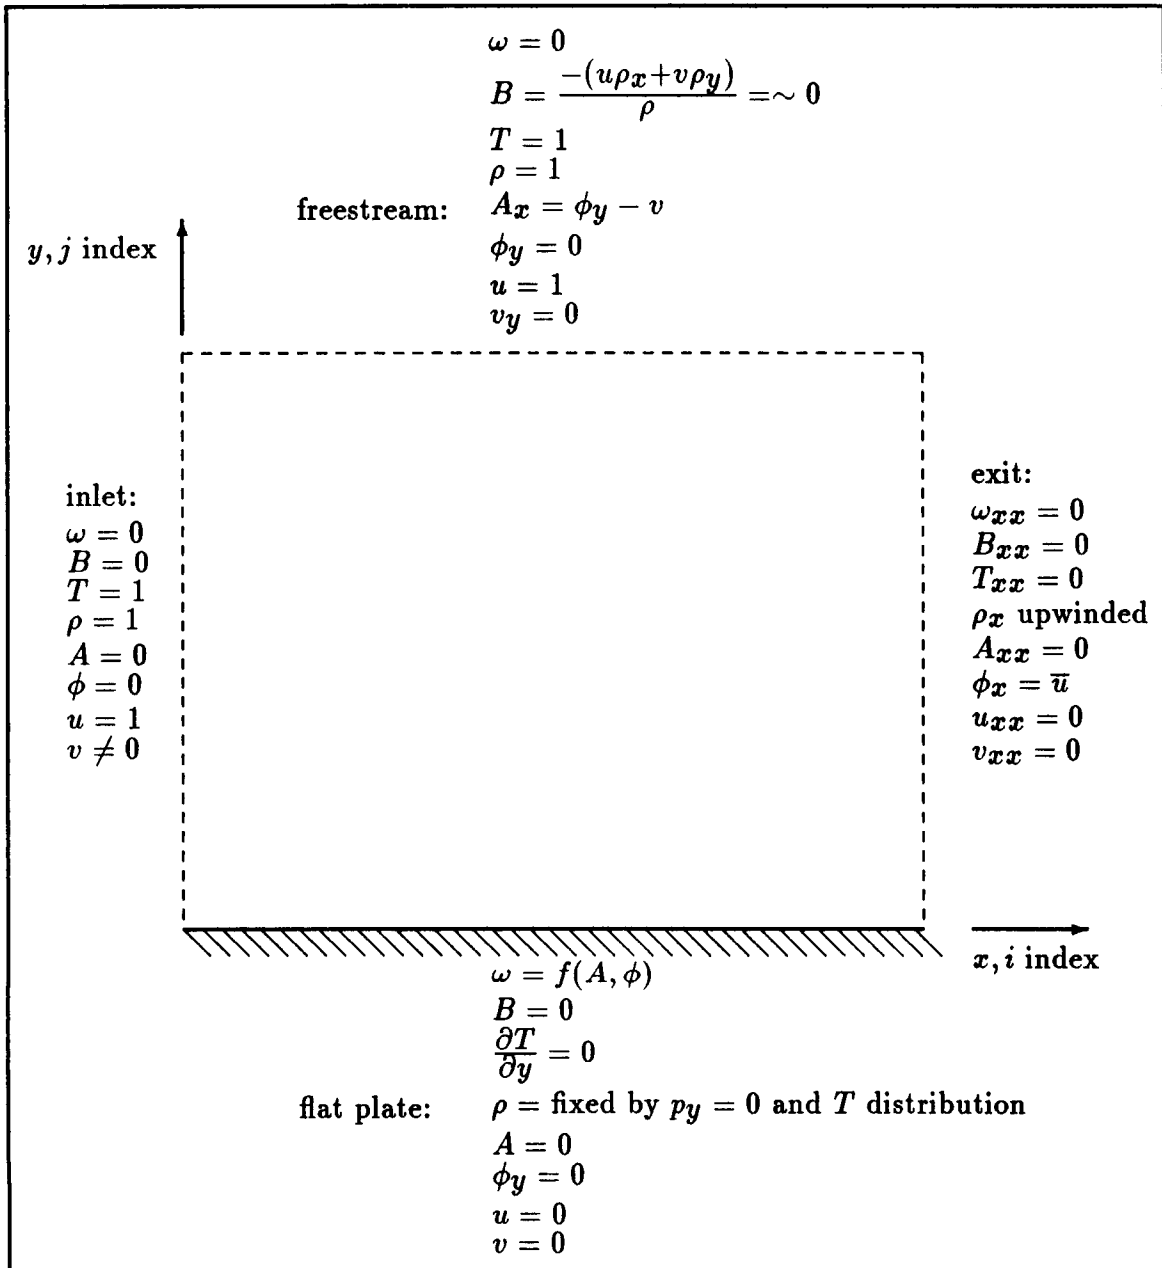 ω = 0
B = −(uρx+vρy)/ρ =∼ 0
T = 1
ρ = 1
freestream: Ax = ϕy − v
ϕy = 0
u = 1
vy = 0
y, j index
inlet:
ω = 0
B = 0
T = 1
ρ = 1
A = 0
ϕ = 0
u = 1
v ≠ 0
exit:
ωxx = 0
Bxx = 0
Txx = 0
ρx upwinded
Axx = 0
ϕx = u̅
uxx = 0
vxx = 0
x, i index
ω = f(A, ϕ)
B = 0
∂T/∂y = 0
flat plate: ρ = fixed by py = 0 and T distribution
A = 0
ϕy = 0
u = 0
v = 0